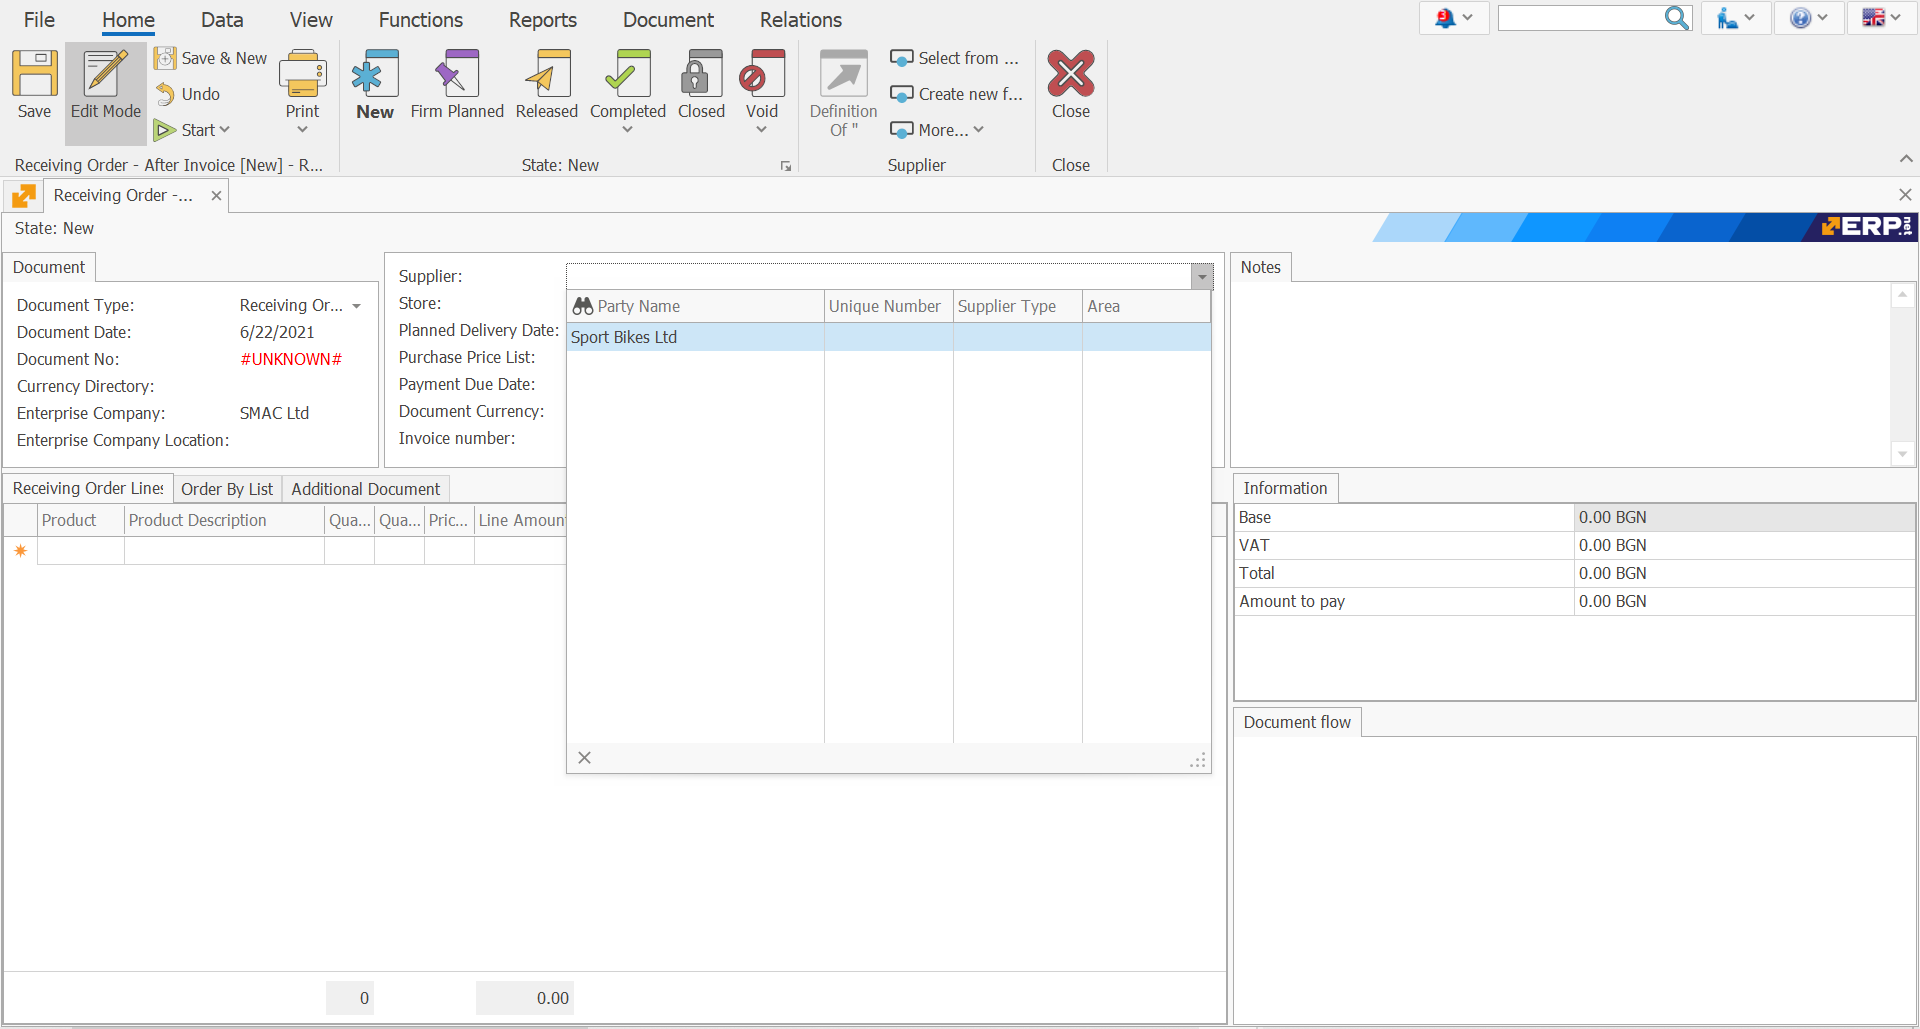 File Home Data View Functions Reports Document Relations
3
Save
Edit Mode
Save & New
Undo
Start
Print
New
Firm Planned
Released
Completed
Closed
Void
Definition
Of "
Select from ...
Create new f...
More...
Close
Receiving Order - After Invoice [New] - R...
State: New
Supplier
Close
Receiving Order -...
State: New
ERP.net
Document
Document Type: Receiving Or...
Document Date: 6/22/2021
Document No: #UNKNOWN#
Currency Directory:
Enterprise Company: SMAC Ltd
Enterprise Company Location:
Supplier:
Store:
Planned Delivery Date:
Purchase Price List:
Payment Due Date:
Document Currency:
Invoice number:
Party Name Unique Number Supplier Type Area
Sport Bikes Ltd
Notes
Receiving Order Lines Order By List Additional Document
Product Product Description Qua... Qua... Pric... Line Amoun
0 0.00
Information
Base 0.00 BGN
VAT 0.00 BGN
Total 0.00 BGN
Amount to pay 0.00 BGN
Document flow